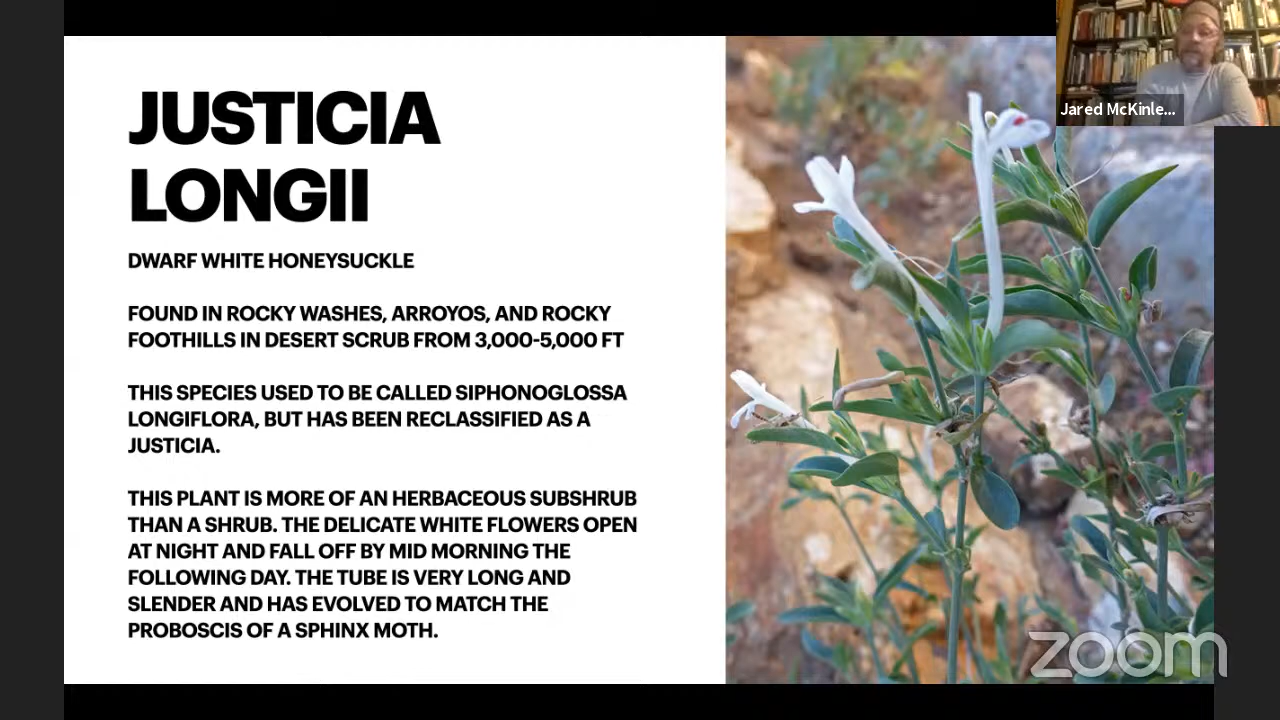 JUSTICIA
LONGII
DWARF WHITE HONEYSUCKLE
FOUND IN ROCKY WASHES, ARROYOS, AND ROCKY
FOOTHILLS IN DESERT SCRUB FROM 3,000-5,000 FT
THIS SPECIES USED TO BE CALLED SIPHONOGLOSSA
LONGIFLORA, BUT HAS BEEN RECLASSIFIED AS A
JUSTICIA.
THIS PLANT IS MORE OF AN HERBACEOUS SUBSHRUB
THAN A SHRUB. THE DELICATE WHITE FLOWERS OPEN
AT NIGHT AND FALL OFF BY MID MORNING THE
FOLLOWING DAY. THE TUBE IS VERY LONG AND
SLENDER AND HAS EVOLVED TO MATCH THE
PROBOSCIS OF A SPHINX MOTH.
Jared McKinle...
zoom